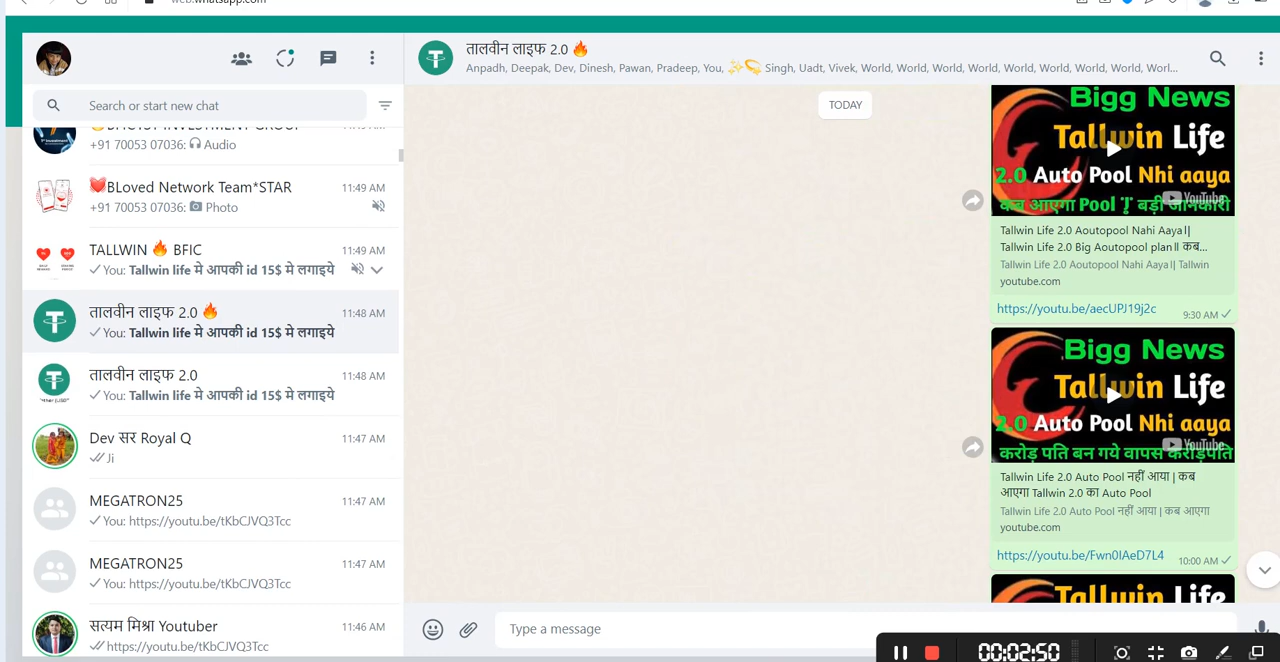 web.whatsapp.com
Search or start new chat
+91 70053 07036: Audio
BLoved Network Team*STAR 11:49 AM
+91 70053 07036: Photo
TALLWIN 🔥 BFIC 11:49 AM
You: Tallwin life मे आपकी id 15$ मे लगाइये
तालवीन लाइफ 2.0 🔥 11:48 AM
You: Tallwin life मे आपकी id 15$ मे लगाइये
तालवीन लाइफ 2.0 11:48 AM
You: Tallwin life मे आपकी id 15$ मे लगाइये
Dev सर Royal Q 11:47 AM
Ji
MEGATRON25 11:47 AM
You: https://youtu.be/tKbCJVQ3Tcc
MEGATRON25 11:47 AM
You: https://youtu.be/tKbCJVQ3Tcc
सत्यम मिश्रा Youtuber 11:46 AM
https://youtu.be/tKbCJVQ3Tcc
तालवीन लाइफ 2.0 🔥
Anpadh, Deepak, Dev, Dinesh, Pawan, Pradeep, You, ✨💫 Singh, Uadt, Vivek, World, World, World, World, World, World, World, World, Worl...
TODAY
Bigg News
Tallwin Life
2.0 Auto Pool Nhi aaya
YouTube
कब आएगा Pool ‘J’ बड़ी जानकारी
Tallwin Life 2.0 Aoutopool Nahi Aaya||
Tallwin Life 2.0 Big Aoutopool plan|| कब...
Tallwin Life 2.0 Aoutopool Nahi Aaya|| Tallwin
youtube.com
https://youtu.be/aecUPJ19j2c
9:30 AM
Bigg News
Tallwin Life
2.0 Auto Pool Nhi aaya
YouTube
करोड़ पति बन गये वापस करोड़पति
Tallwin Life 2.0 Auto Pool नहीं आया | कब
आएगा Tallwin 2.0 का Auto Pool
Tallwin Life 2.0 Auto Pool नहीं आया | कब आएगा
youtube.com
https://youtu.be/Fwn0IAeD7L4
10:00 AM
Tallwin Life
Type a message
00:02:50